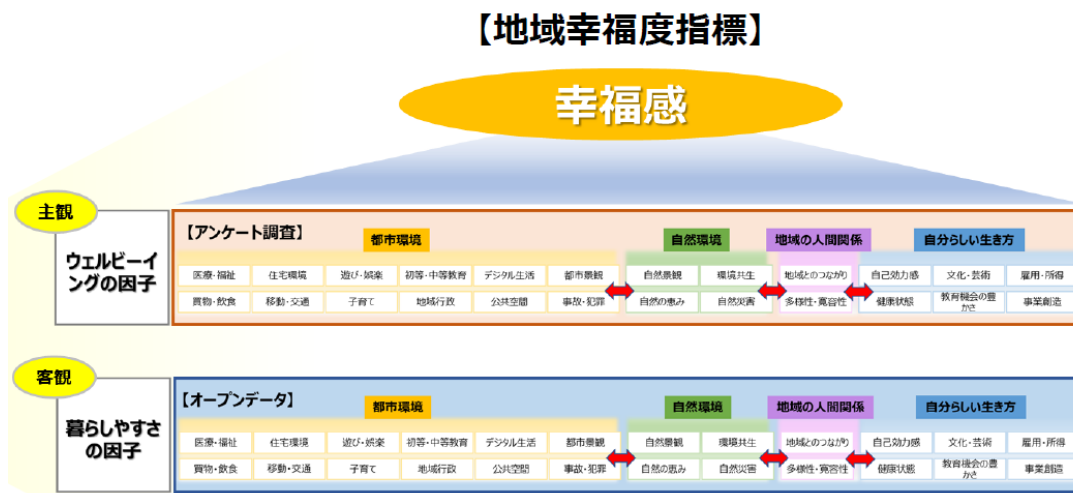 【地域幸福度指標】
幸福感
主観
ウェルビーイングの因子
【アンケート調査】
都市環境
自然環境
地域の人間関係
自分らしい生き方
医療・福祉 住宅環境 遊び・娯楽 初等・中等教育 デジタル生活 都市景観 自然景観 環境共生 地域とのつながり 自己効力感 文化・芸術 雇用・所得
買物・飲食 移動・交通 子育て 地域行政 公共空間 事故・犯罪 自然の恵み 自然災害 多様性・寛容性 健康状態 教育機会の豊かさ 事業創造
客観
暮らしやすさの因子
【オープンデータ】
都市環境
自然環境
地域の人間関係
自分らしい生き方
医療・福祉 住宅環境 遊び・娯楽 初等・中等教育 デジタル生活 都市景観 自然景観 環境共生 地域とのつながり 自己効力感 文化・芸術 雇用・所得
買物・飲食 移動・交通 子育て 地域行政 公共空間 事故・犯罪 自然の恵み 自然災害 多様性・寛容性 健康状態 教育機会の豊かさ 事業創造